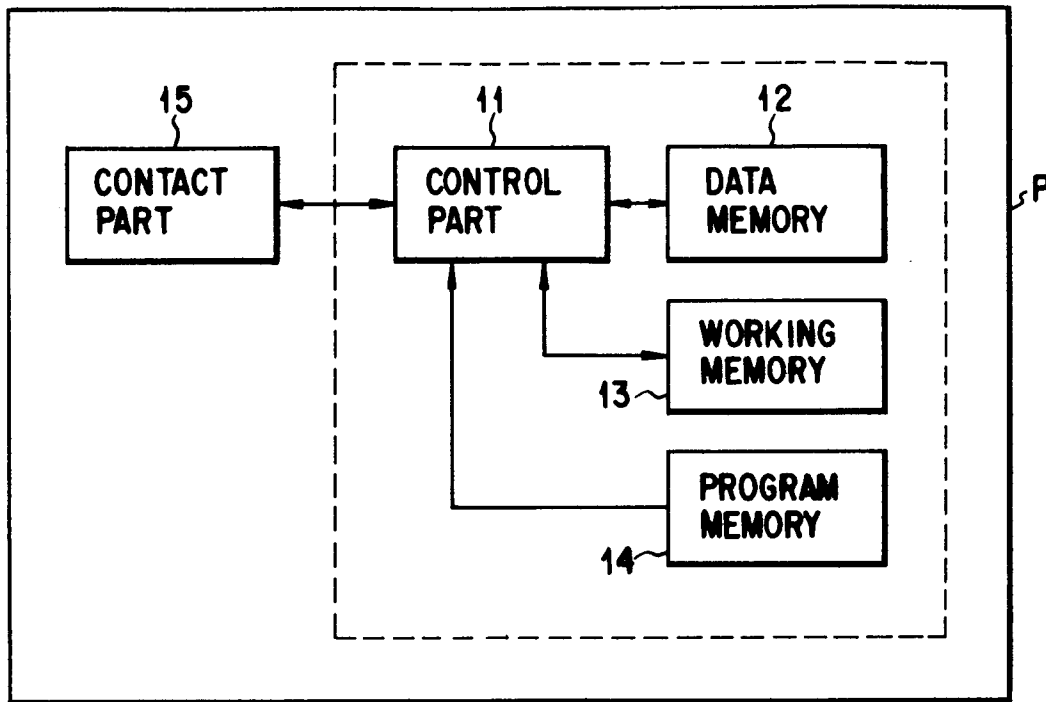 15
CONTACT
PART
11
CONTROL
PART
12
DATA
MEMORY
P
WORKING
MEMORY
13
PROGRAM
MEMORY
14